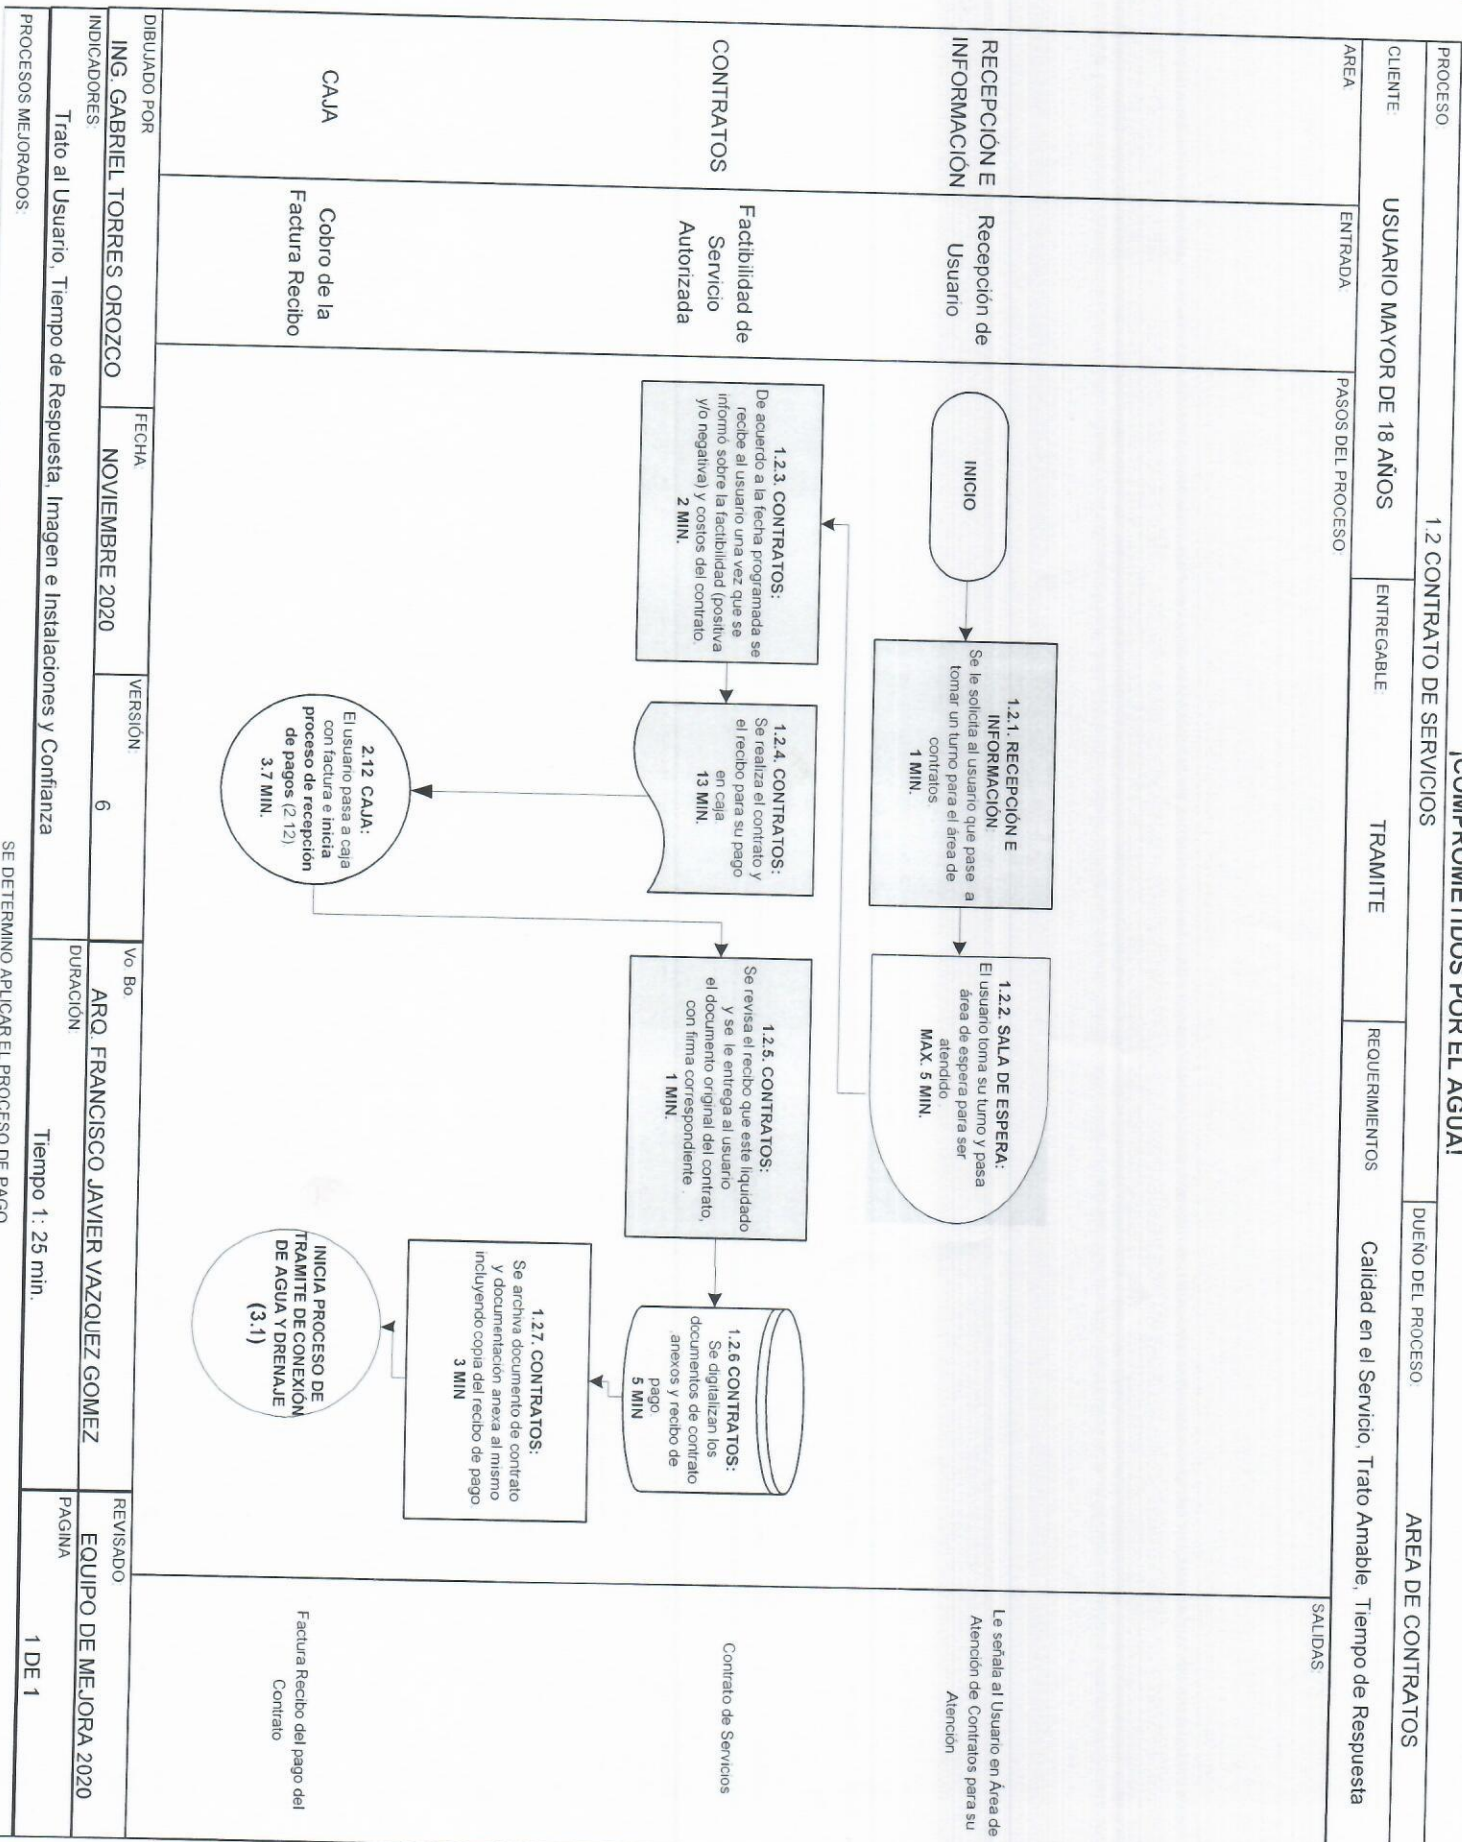 ¡COMPROMETIDOS POR EL AGUA!
PROCESO:
1.2 CONTRATO DE SERVICIOS
DUEÑO DEL PROCESO:
AREA DE CONTRATOS
CLIENTE:
USUARIO MAYOR DE 18 AÑOS
ENTREGABLE:
TRAMITE
REQUERIMIENTOS
Calidad en el Servicio, Trato Amable, Tiempo de Respuesta
AREA:
ENTRADA:
PASOS DEL PROCESO:
SALIDAS:
RECEPCIÓN E
INFORMACIÓN
Recepción de
Usuario
INICIO
1.2.1. RECEPCIÓN E
INFORMACIÓN:
Se le solicita al usuario que pase a
tomar un turno para el área de
contratos.
1 MIN.
1.2.2. SALA DE ESPERA:
El usuario toma su turno y pasa
área de espera para ser
atendido.
MAX. 5 MIN.
Le señala al Usuario en Área de
Atención de Contratos para su
Atención
CONTRATOS
Factibilidad de
Servicio
Autorizada
1.2.3. CONTRATOS:
De acuerdo a la fecha programada se
recibe al usuario una vez que se
informó sobre la factibilidad (positiva
y/o negativa) y costos del contrato.
2 MIN.
1.2.4. CONTRATOS:
Se realiza el contrato y
el recibo para su pago
en caja.
13 MIN.
1.2.5. CONTRATOS:
Se revisa el recibo que este liquidado
y se le entrega al usuario
el documento original del contrato,
con firma correspondiente .
1 MIN.
1.2.6 CONTRATOS:
Se digitalizan los
documentos de contrato
anexos y recibo de
pago.
5 MIN
Contrato de Servicios
CAJA
Cobro de la
Factura Recibo
2.12 CAJA:
El usuario pasa a caja
con factura e inicia
proceso de recepción
de pagos (2.12).
3.7 MIN.
1.27. CONTRATOS:
Se archiva documento de contrato
y documentación anexa al mismo
incluyendo copia del recibo de pago.
3 MIN
INICIA PROCESO DE
TRAMITE DE CONEXIÓN
DE AGUA Y DRENAJE
(3.1)
Factura Recibo del pago del
Contrato
DIBUJADO POR
ING. GABRIEL TORRES OROZCO
FECHA:
NOVIEMBRE 2020
VERSIÓN:
6
Vo.Bo.
ARQ. FRANCISCO JAVIER VAZQUEZ GOMEZ
REVISADO:
EQUIPO DE MEJORA 2020
INDICADORES:
Trato al Usuario, Tiempo de Respuesta, Imagen e Instalaciones y Confianza
DURACIÓN:
Tiempo 1: 25 min.
PAGINA
1 DE 1
PROCESOS MEJORADOS:
SE DETERMINO APLICAR EL PROCESO DE PAGO